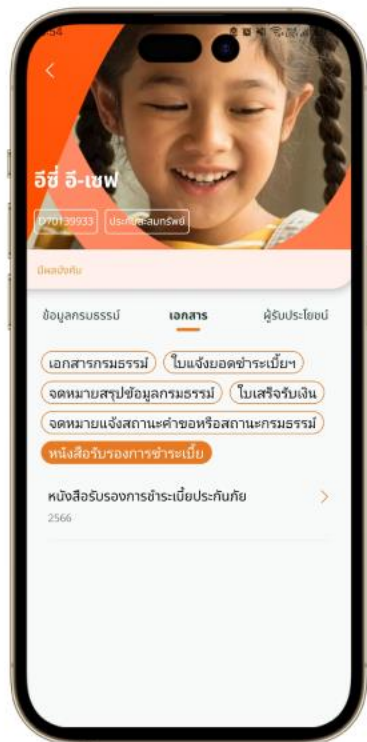 :54
อีซี่ อี-เซฟ
D70139933 ประกันสะสมทรัพย์
มีผลบังคับ
ข้อมูลกรมธรรม์ เอกสาร ผู้รับประโยชน์
เอกสารกรมธรรม์ ใบแจ้งยอดชำระเบี้ยฯ
จดหมายสรุปข้อมูลกรมธรรม์ ใบเสร็จรับเงิน
จดหมายแจ้งสถานะคำขอหรือสถานะกรมธรรม์
หนังสือรับรองการชำระเบี้ย
หนังสือรับรองการชำระเบี้ยประกันภัย
2566